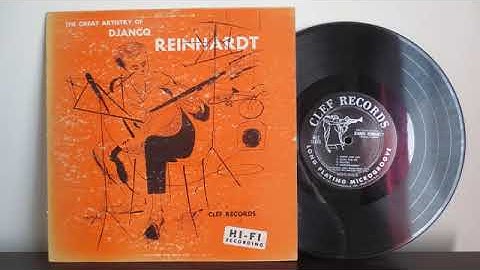 THE GREAT ARTISTRY OF
DJANGO
REINHARDT
CLEF RECORDS
HI-FI
RECORDING
CLEF RECORDS
LONG PLAYING MICROGROOVE